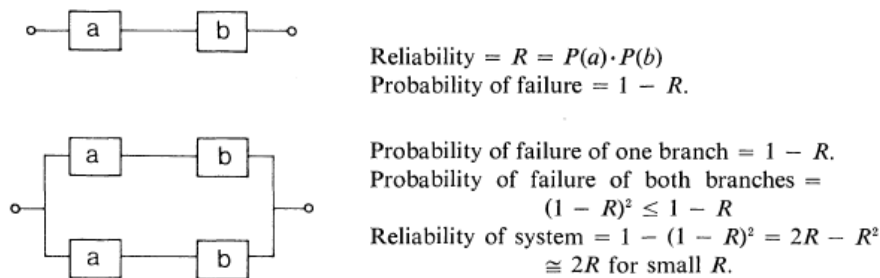 a b
Reliability = R = P(a)·P(b)
Probability of failure = 1 − R.
a b
Probability of failure of one branch = 1 − R.
Probability of failure of both branches =
(1 − R)² ≤ 1 − R
Reliability of system = 1 − (1 − R)² = 2R − R²
≅ 2R for small R.
a b